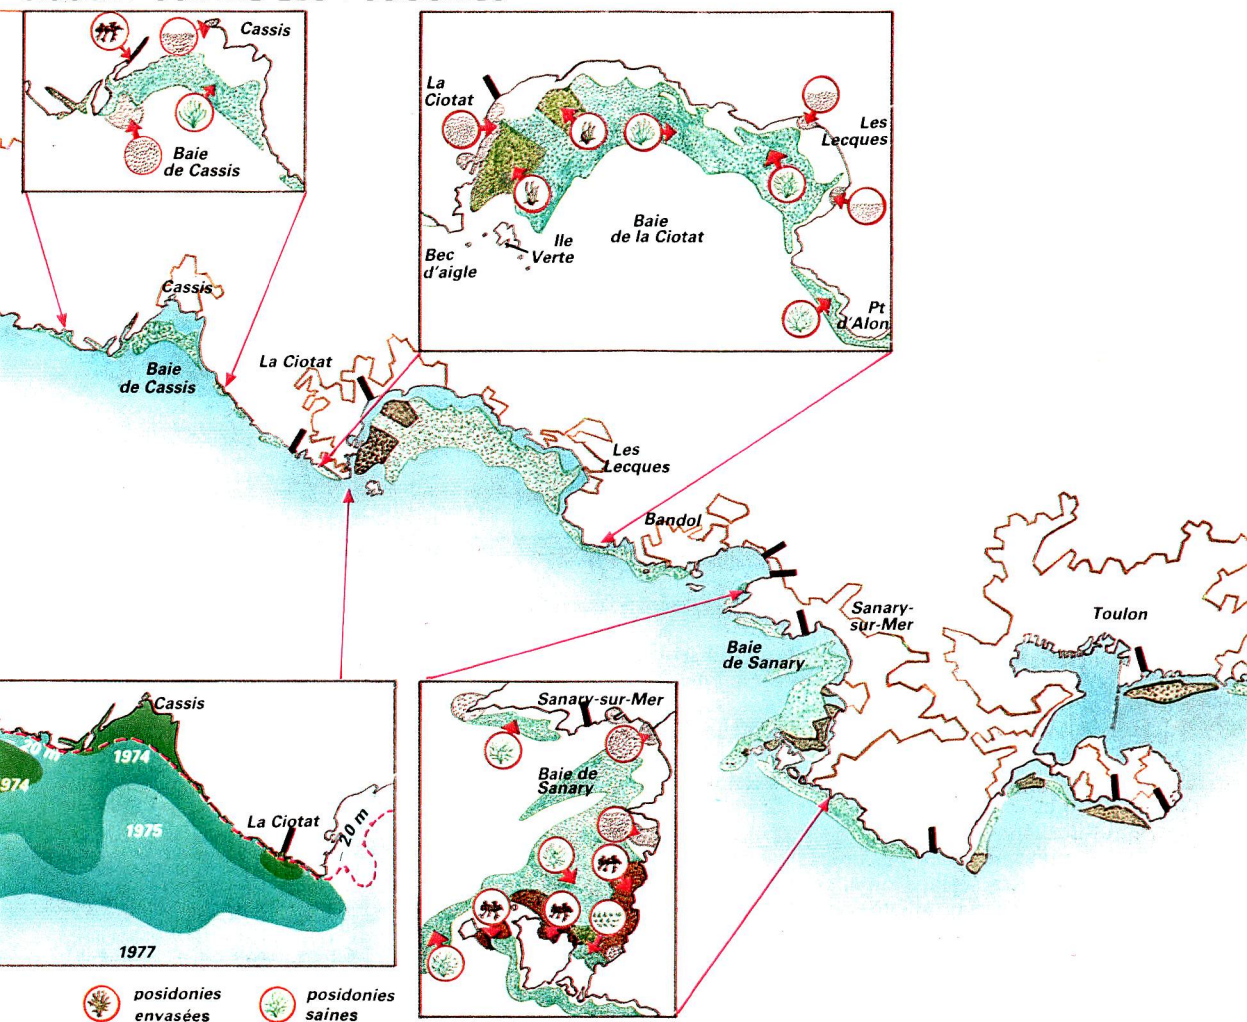 Cassis
Baie
de Cassis
La
Ciotat
Les
Lecques
Baie
de la Ciotat
Ile
Verte
Bec
d'aigle
Pt
d'Alon
Cassis
Baie
de Cassis
La Ciotat
Les
Lecques
Bandol
Sanary-
sur-Mer
Toulon
Baie
de Sanary
Cassis
20 m
1974
974
1975
La Ciotat
20 m
1977
Sanary-sur-Mer
Baie de
Sanary
posidonies
envasées
posidonies
saines